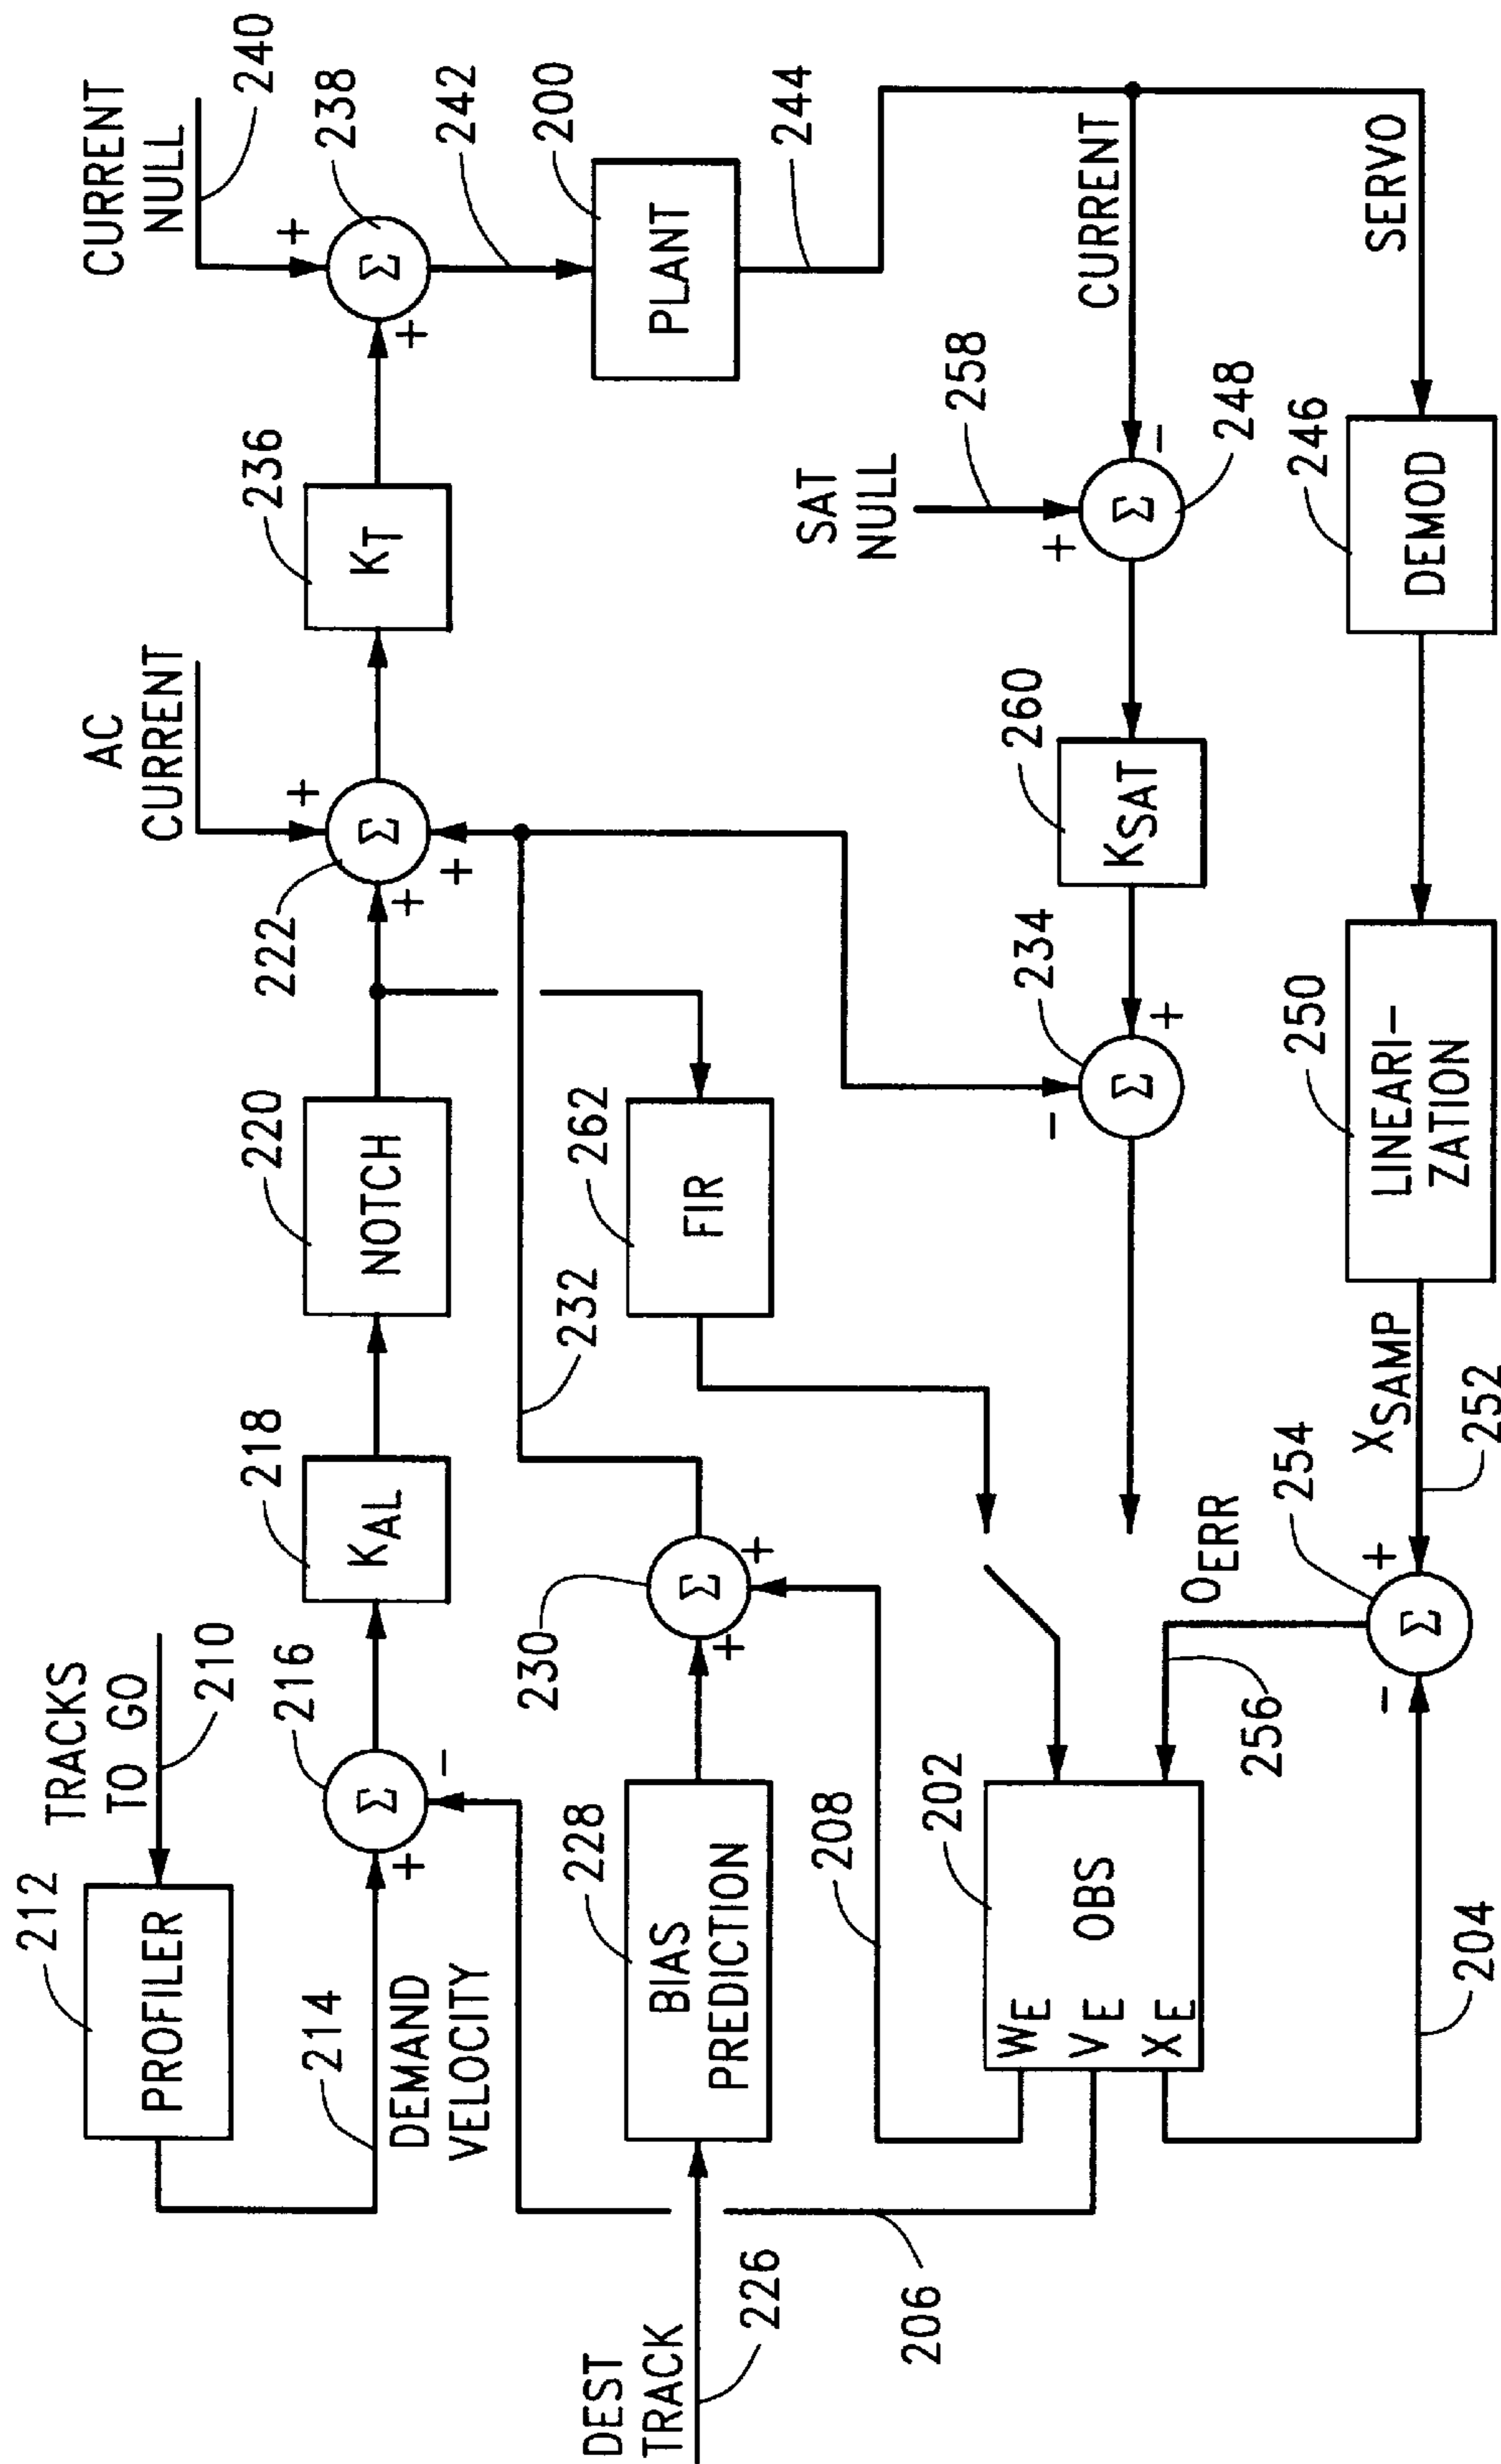 TRACKS
TO GO
210
212
PROFILER
214
DEMAND
VELOCITY
216
Σ
+
-
218
KAL
220
NOTCH
222
Σ
+
+
+
AC
CURRENT
236
KT
CURRENT
NULL
240
238
Σ
+
+
242
200
PLANT
244
DEST
TRACK
226
228
BIAS
PREDICTION
230
Σ
+
+
232
262
FIR
206
208
202
OBS
WE
VE
XE
234
Σ
-
+
260
KSAT
SAT
NULL
258
248
Σ
+
-
CURRENT
SERVO
246
DEMOD
250
LINEARI-
ZATION
XSAMP
252
254
Σ
+
-
OERR
256
204